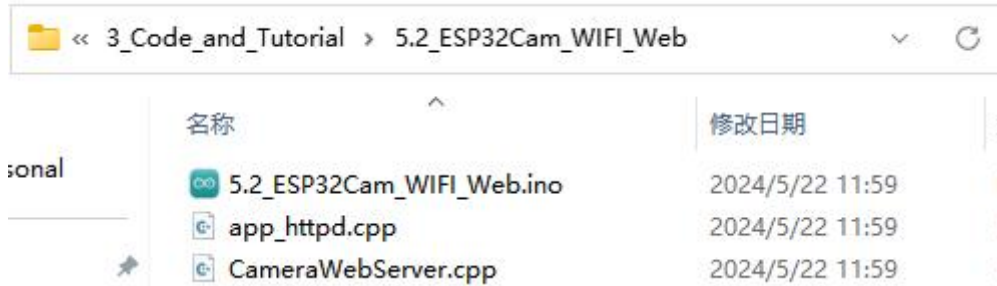 « 3_Code_and_Tutorial › 5.2_ESP32Cam_WIFI_Web
名称 修改日期
sonal
5.2_ESP32Cam_WIFI_Web.ino 2024/5/22 11:59
app_httpd.cpp 2024/5/22 11:59
CameraWebServer.cpp 2024/5/22 11:59